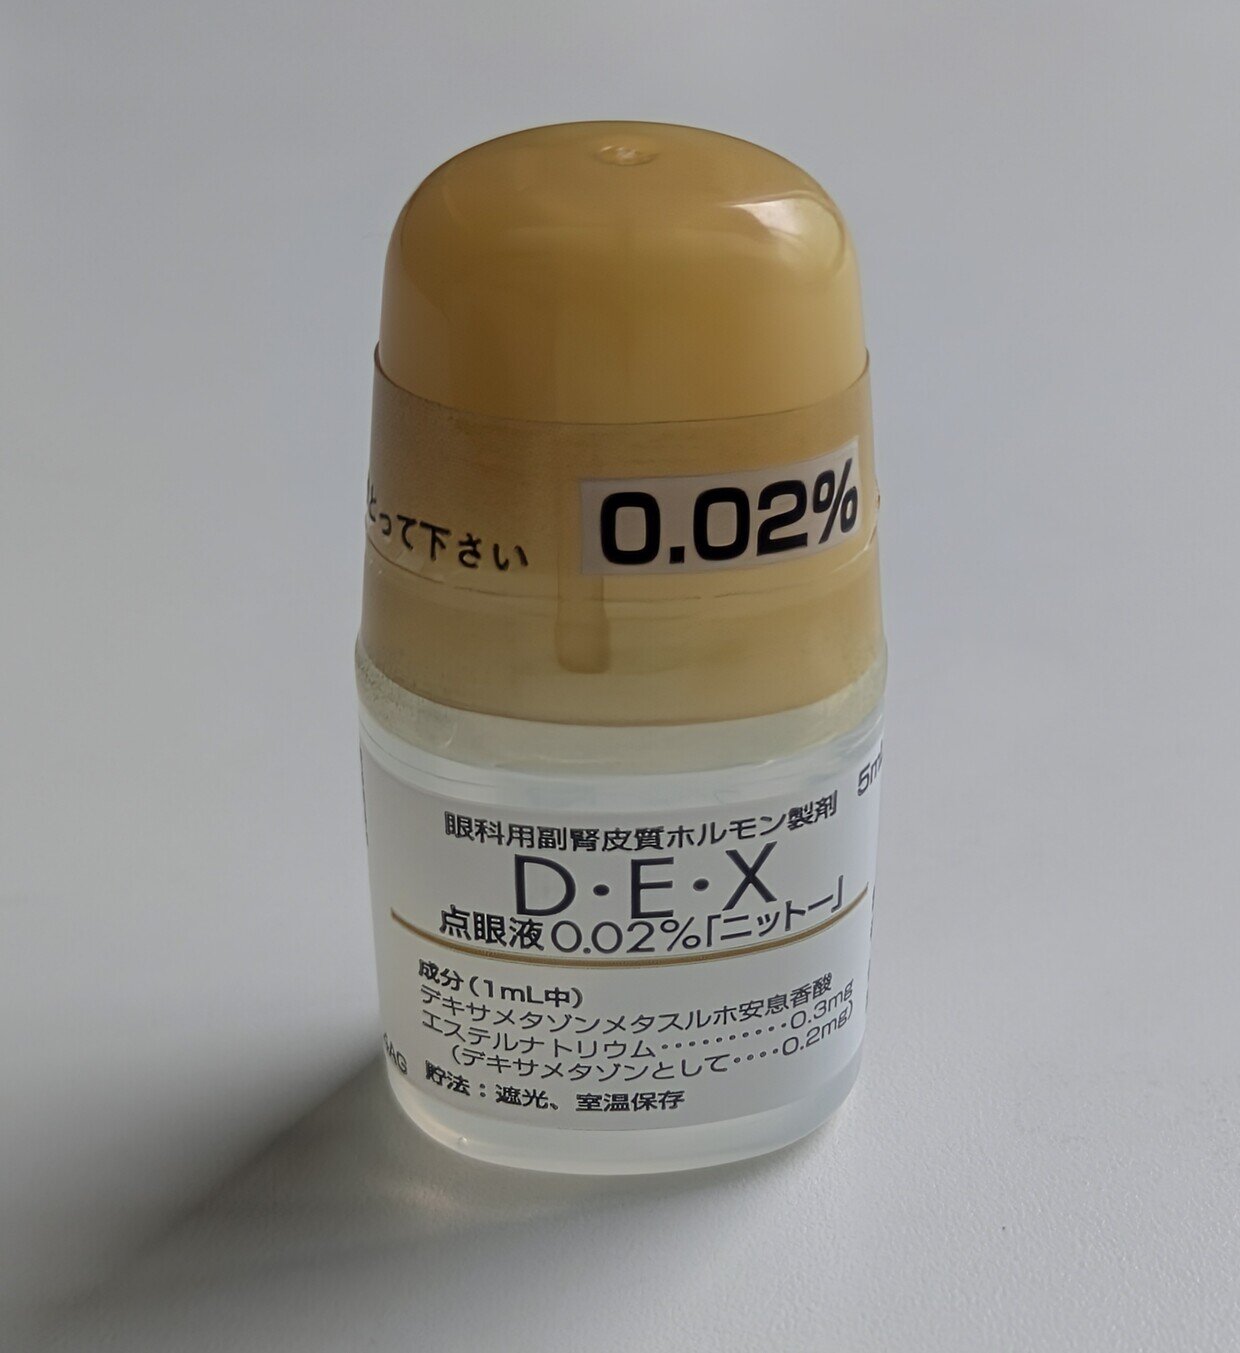 とって下さい
0.02%
5m
眼科用副腎皮質ホルモン製剤
D・E・X
点眼液0.02%「ニットー」
成分(1mL中)
デキサメタゾンメタスルホ安息香酸
エステルナトリウム‥‥‥‥‥0.3mg
(デキサメタゾンとして‥‥0.2mg)
貯法:遮光、室温保存